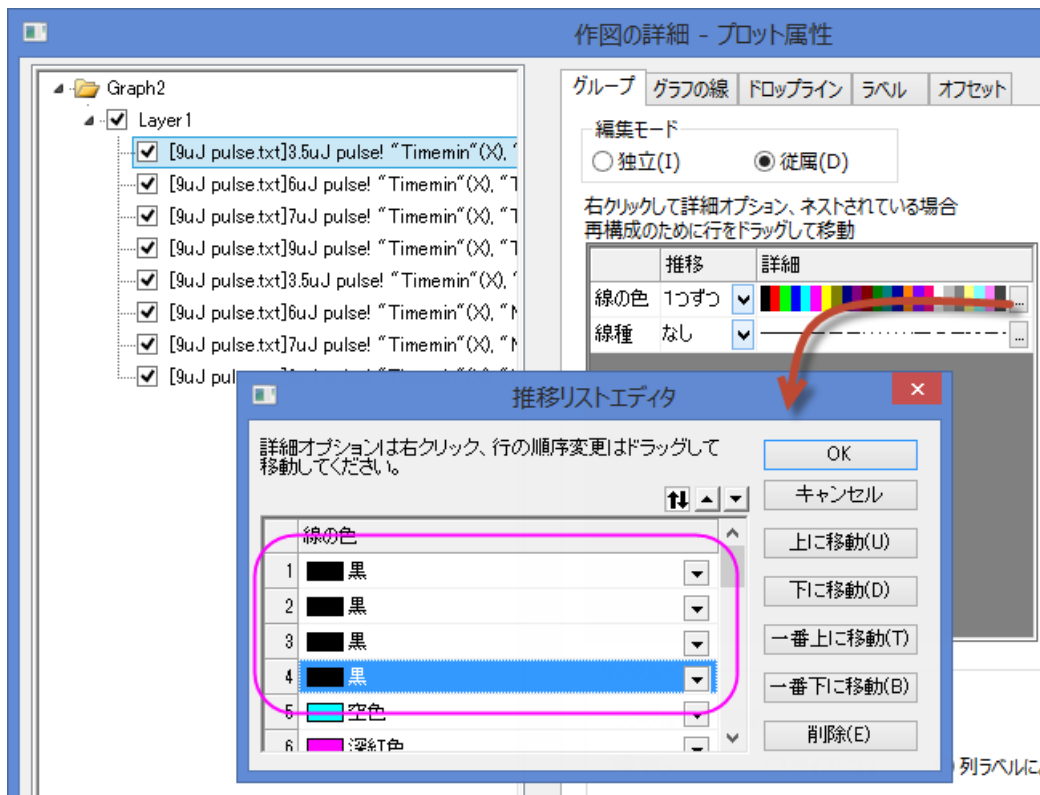 作図の詳細 - プロット属性
Graph2
Layer1
[9uJ pulse.txt]3.5uJ pulse! "Timemin"(X), "
[9uJ pulse.txt]6uJ pulse! "Timemin"(X), "T
[9uJ pulse.txt]7uJ pulse! "Timemin"(X), "T
[9uJ pulse.txt]9uJ pulse! "Timemin"(X), "T
[9uJ pulse.txt]3.5uJ pulse! "Timemin"(X), "
[9uJ pulse.txt]6uJ pulse! "Timemin"(X), "N
[9uJ pulse.txt]7uJ pulse! "Timemin"(X), "N
[9uJ pul
グループ グラフの線 ドロップライン ラベル オフセット
編集モード
独立(I) 従属(D)
右クリックして詳細オプション、ネストされている場合
再構成のために行をドラッグして移動
推移 詳細
線の色 1つずつ ...
線種 なし ...
推移リストエディタ
詳細オプションは右クリック、行の順序変更はドラッグして
移動してください。
線の色
1 黒
2 黒
3 黒
4 黒
5 空色
6 深紅色
OK
キャンセル
上に移動(U)
下に移動(D)
一番上に移動(T)
一番下に移動(B)
削除(E)
列ラベルに